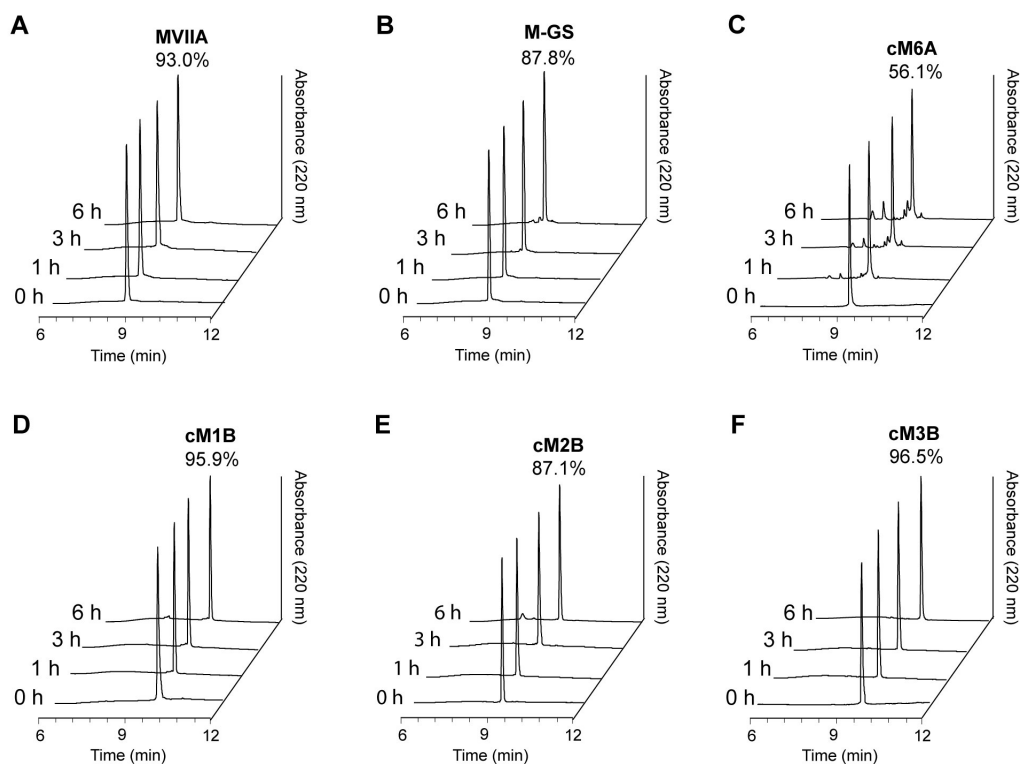 A
MVIIA
93.0%
Absorbance (220 nm)
6 h
3 h
1 h
0 h
6
9
12
Time (min)
B
M-GS
87.8%
Absorbance (220 nm)
6 h
3 h
1 h
0 h
6
9
12
Time (min)
C
cM6A
56.1%
Absorbance (220 nm)
6 h
3 h
1 h
0 h
6
9
12
Time (min)
D
cM1B
95.9%
Absorbance (220 nm)
6 h
3 h
1 h
0 h
6
9
12
Time (min)
E
cM2B
87.1%
Absorbance (220 nm)
6 h
3 h
1 h
0 h
6
9
12
Time (min)
F
cM3B
96.5%
Absorbance (220 nm)
6 h
3 h
1 h
0 h
6
9
12
Time (min)